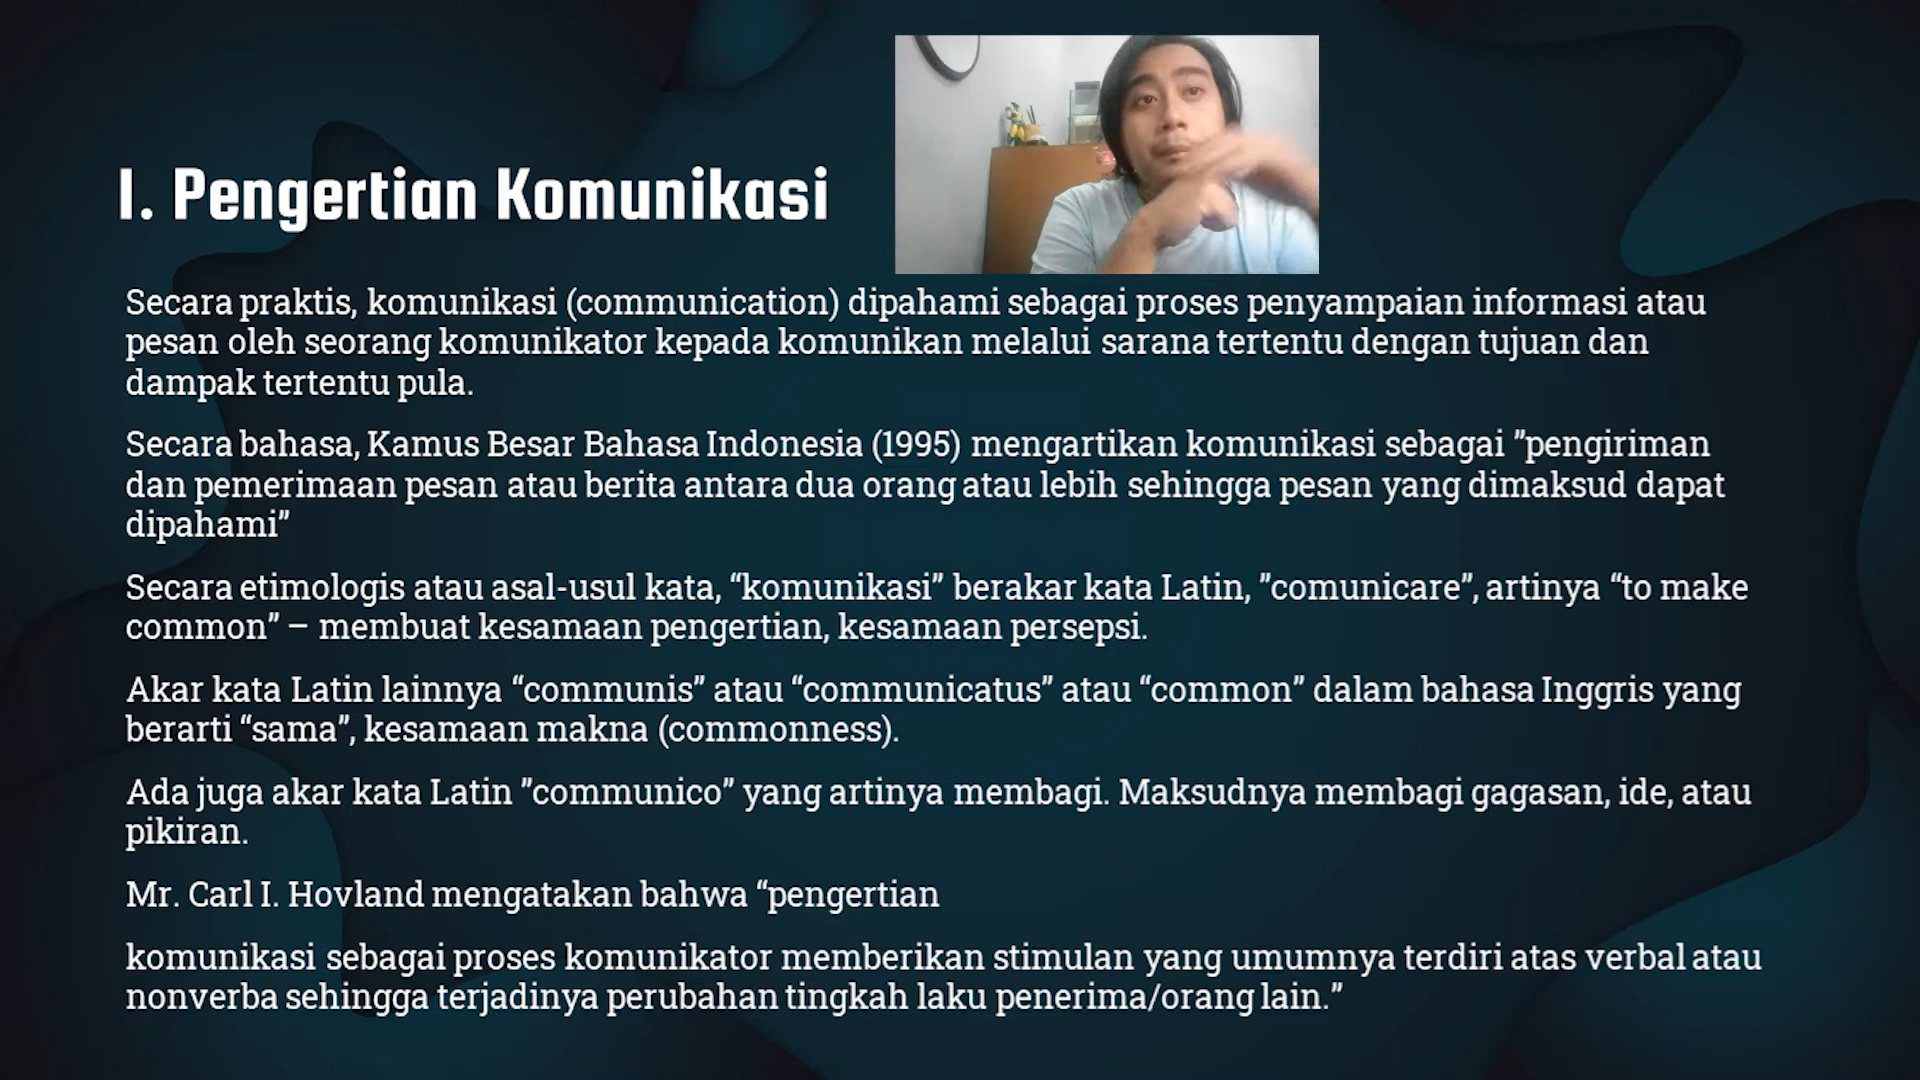 I. Pengertian Komunikasi
Secara praktis, komunikasi (communication) dipahami sebagai proses penyampaian informasi atau
pesan oleh seorang komunikator kepada komunikan melalui sarana tertentu dengan tujuan dan
dampak tertentu pula.
Secara bahasa, Kamus Besar Bahasa Indonesia (1995) mengartikan komunikasi sebagai ”pengiriman
dan pemerimaan pesan atau berita antara dua orang atau lebih sehingga pesan yang dimaksud dapat
dipahami”
Secara etimologis atau asal-usul kata, “komunikasi” berakar kata Latin, ”comunicare”, artinya “to make
common” – membuat kesamaan pengertian, kesamaan persepsi.
Akar kata Latin lainnya “communis” atau “communicatus” atau “common” dalam bahasa Inggris yang
berarti “sama”, kesamaan makna (commonness).
Ada juga akar kata Latin ”communico” yang artinya membagi. Maksudnya membagi gagasan, ide, atau
pikiran.
Mr. Carl I. Hovland mengatakan bahwa “pengertian
komunikasi sebagai proses komunikator memberikan stimulan yang umumnya terdiri atas verbal atau
nonverba sehingga terjadinya perubahan tingkah laku penerima/orang lain.”